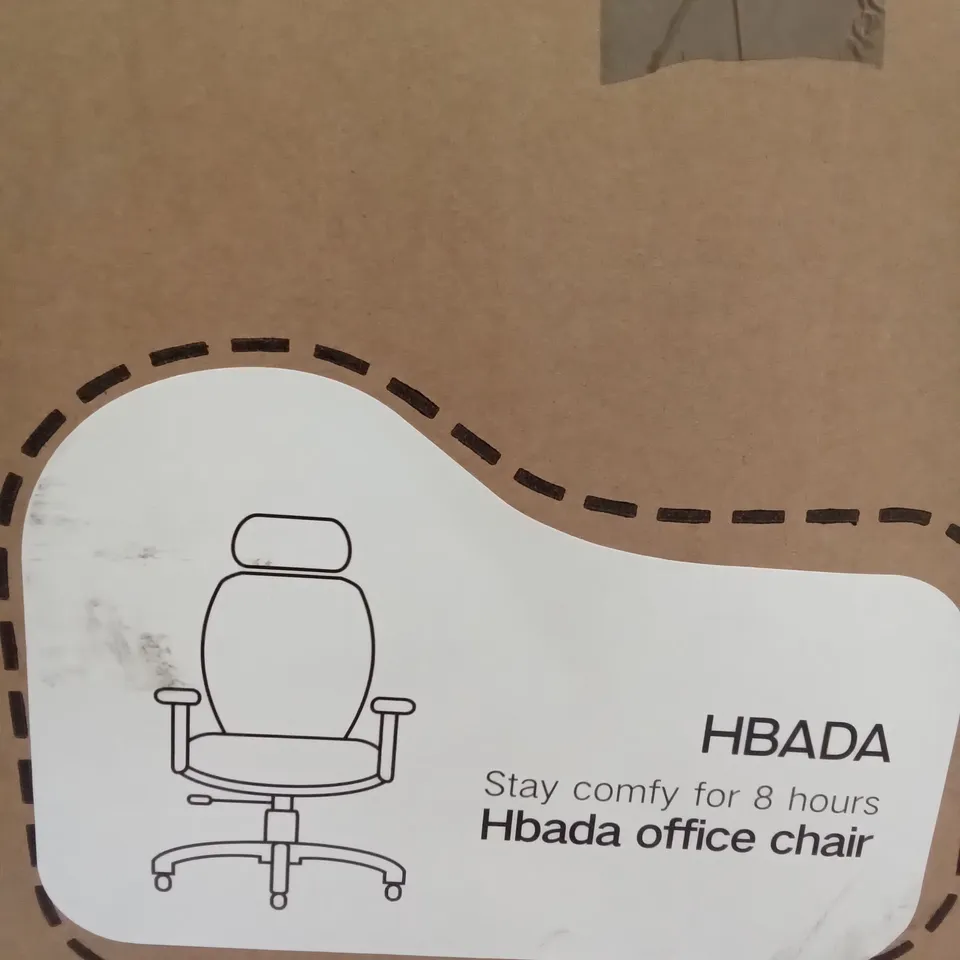 HBADA
Stay comfy for 8 hours
Hbada office chair